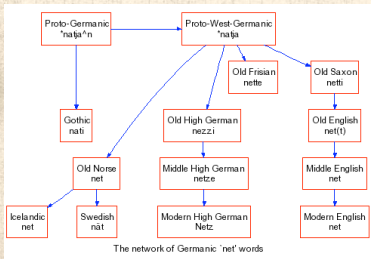 Proto-Germanic
*natja^n
Proto-West-Germanic
*natja
Old Frisian
nette
Old Saxon
netti
Gothic
nati
Old High German
nezzi
Old English
net(t)
Old Norse
net
Middle High German
netze
Middle English
net
Icelandic
net
Swedish
nät
Modern High German
Netz
Modern English
net
The network of Germanic `net' words